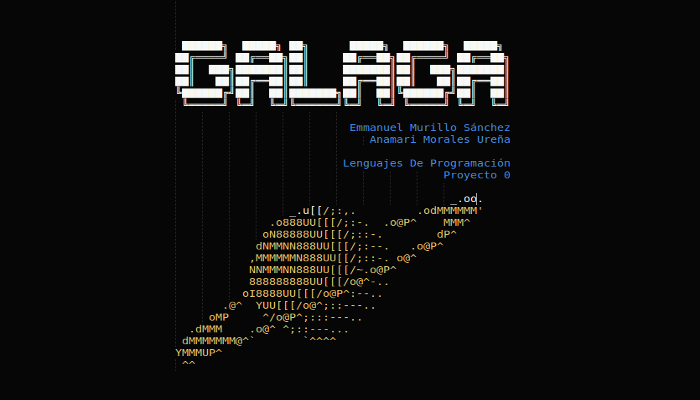 GALAGA
Emmanuel Murillo Sánchez
Anamari Morales Ureña
Lenguajes De Programación
Proyecto 0